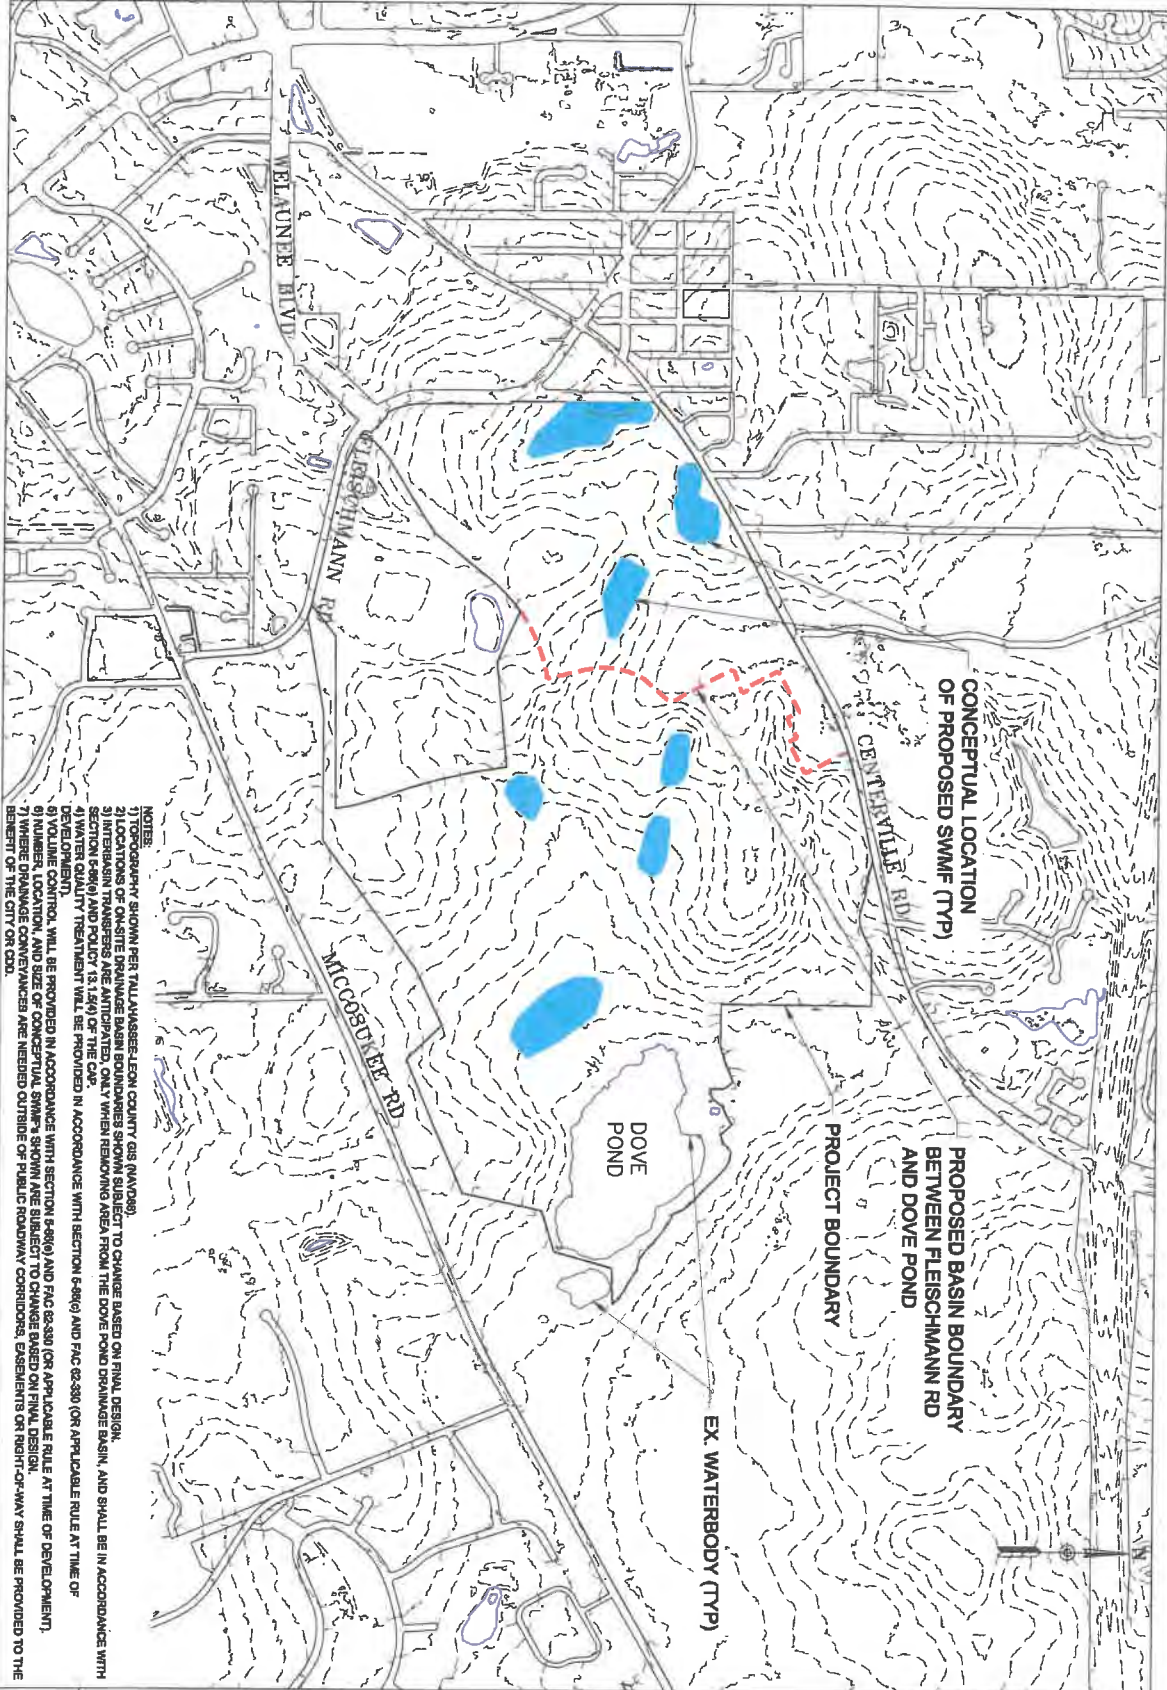 CONCEPTUAL LOCATION
OF PROPOSED SWMF (TYP)
CENTERVILLE RD
PROPOSED BASIN BOUNDARY
BETWEEN FLEISCHMANN RD
AND DOVE POND
PROJECT BOUNDARY
EX. WATERBODY (TYP)
DOVE
POND
WELAUNEE BLVD
FLEISCHMANN RD
MICCOSUKEE RD
N
NOTES:
1) TOPOGRAPHY SHOWN PER TALLAHASSEE-LEON COUNTY GIS (NAVD88).
2) LOCATIONS OF ON-SITE DRAINAGE BASIN BOUNDARIES SHOWN SUBJECT TO CHANGE BASED ON FINAL DESIGN.
3) INTERBASIN TRANSFERS ARE ANTICIPATED, ONLY WHEN REMOVING AREA FROM THE DOVE POND DRAINAGE BASIN, AND SHALL BE IN ACCORDANCE WITH
SECTION 5-86(e) AND POLICY 13.1.5(4) OF THE CAP.
4) WATER QUALITY TREATMENT WILL BE PROVIDED IN ACCORDANCE WITH SECTION 5-86(c) AND FAC 62-330 (OR APPLICABLE RULE AT TIME OF
DEVELOPMENT).
5) VOLUME CONTROL WILL BE PROVIDED IN ACCORDANCE WITH SECTION 5-86(e) AND FAC 62-330 (OR APPLICABLE RULE AT TIME OF DEVELOPMENT).
6) NUMBER, LOCATION, AND SIZE OF CONCEPTUAL SWMF's SHOWN ARE SUBJECT TO CHANGE BASED ON FINAL DESIGN.
7) WHERE DRAINAGE CONVEYANCES ARE NEEDED OUTSIDE OF PUBLIC ROADWAY CORRIDORS, EASEMENTS OR RIGHT-OF-WAY SHALL BE PROVIDED TO THE
BENEFIT OF THE CITY OR CDD.